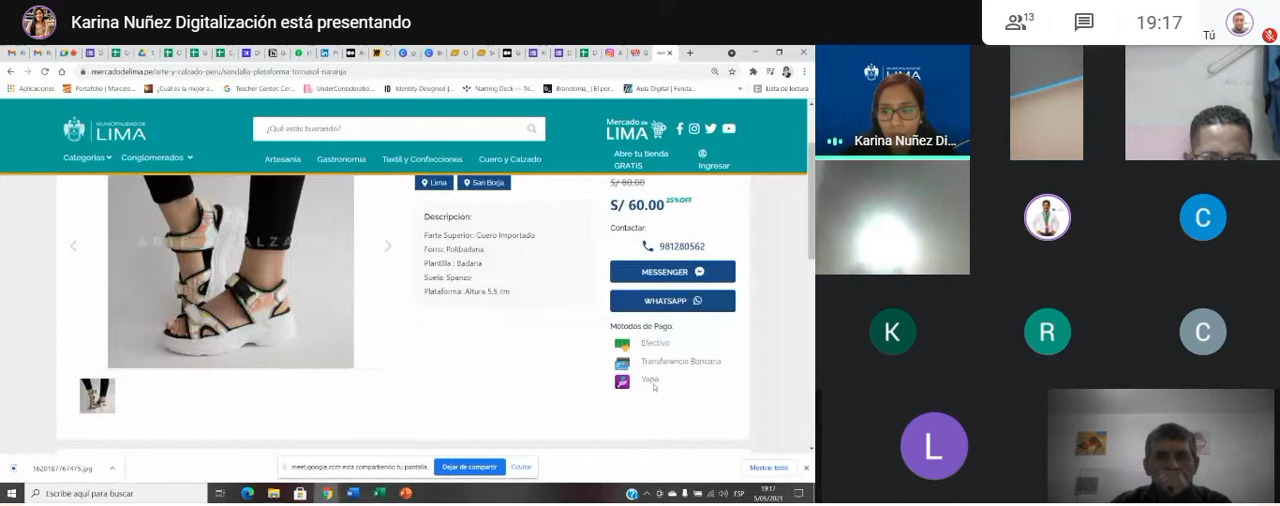 Karina Nuñez Digitalización está presentando
13
19:17
Tú
mercadodelima.pe/arte-y-calzado-peru/sandalia-plataforma-tornasol-naranja
Aplicaciones
¿Cuál es la mejor a...
Teacher Center: Cer...
UnderConsiderato...
Identity Designed |...
Naming Deck — Tri...
Brandemia_ | El por...
Aula Digital | Funda...
Lista de lectura
MUNICIPALIDAD DE
LIMA
¿Qué estás buscando?
Mercado de
LIMA
Categorías
Conglomerados
Artesanía
Gastronomía
Textil y Confecciones
Cuero y Calzado
Abre tu tienda
GRATIS
Ingresar
Lima
San Borja
S/ 80.00
S/ 60.00 25%OFF
Descripción:
Parte Superior: Cuero Importado
Forro: Polibadana
Plantilla : Badana
Suela: Spanzo
Plataforma: Altura 5.5 cm
Contactar:
981280562
MESSENGER
WHATSAPP
Métodos de Pago:
Efectivo
Transferencia Bancaria
Yape
1620187767475.jpg
meet.google.com está compartiendo tu pantalla.
Dejar de compartir
Ocultar
Mostrar todo
Escribe aquí para buscar
ESP
19:17
5/05/2021
LIMA
Karina Nuñez Di...
C
K
R
C
L